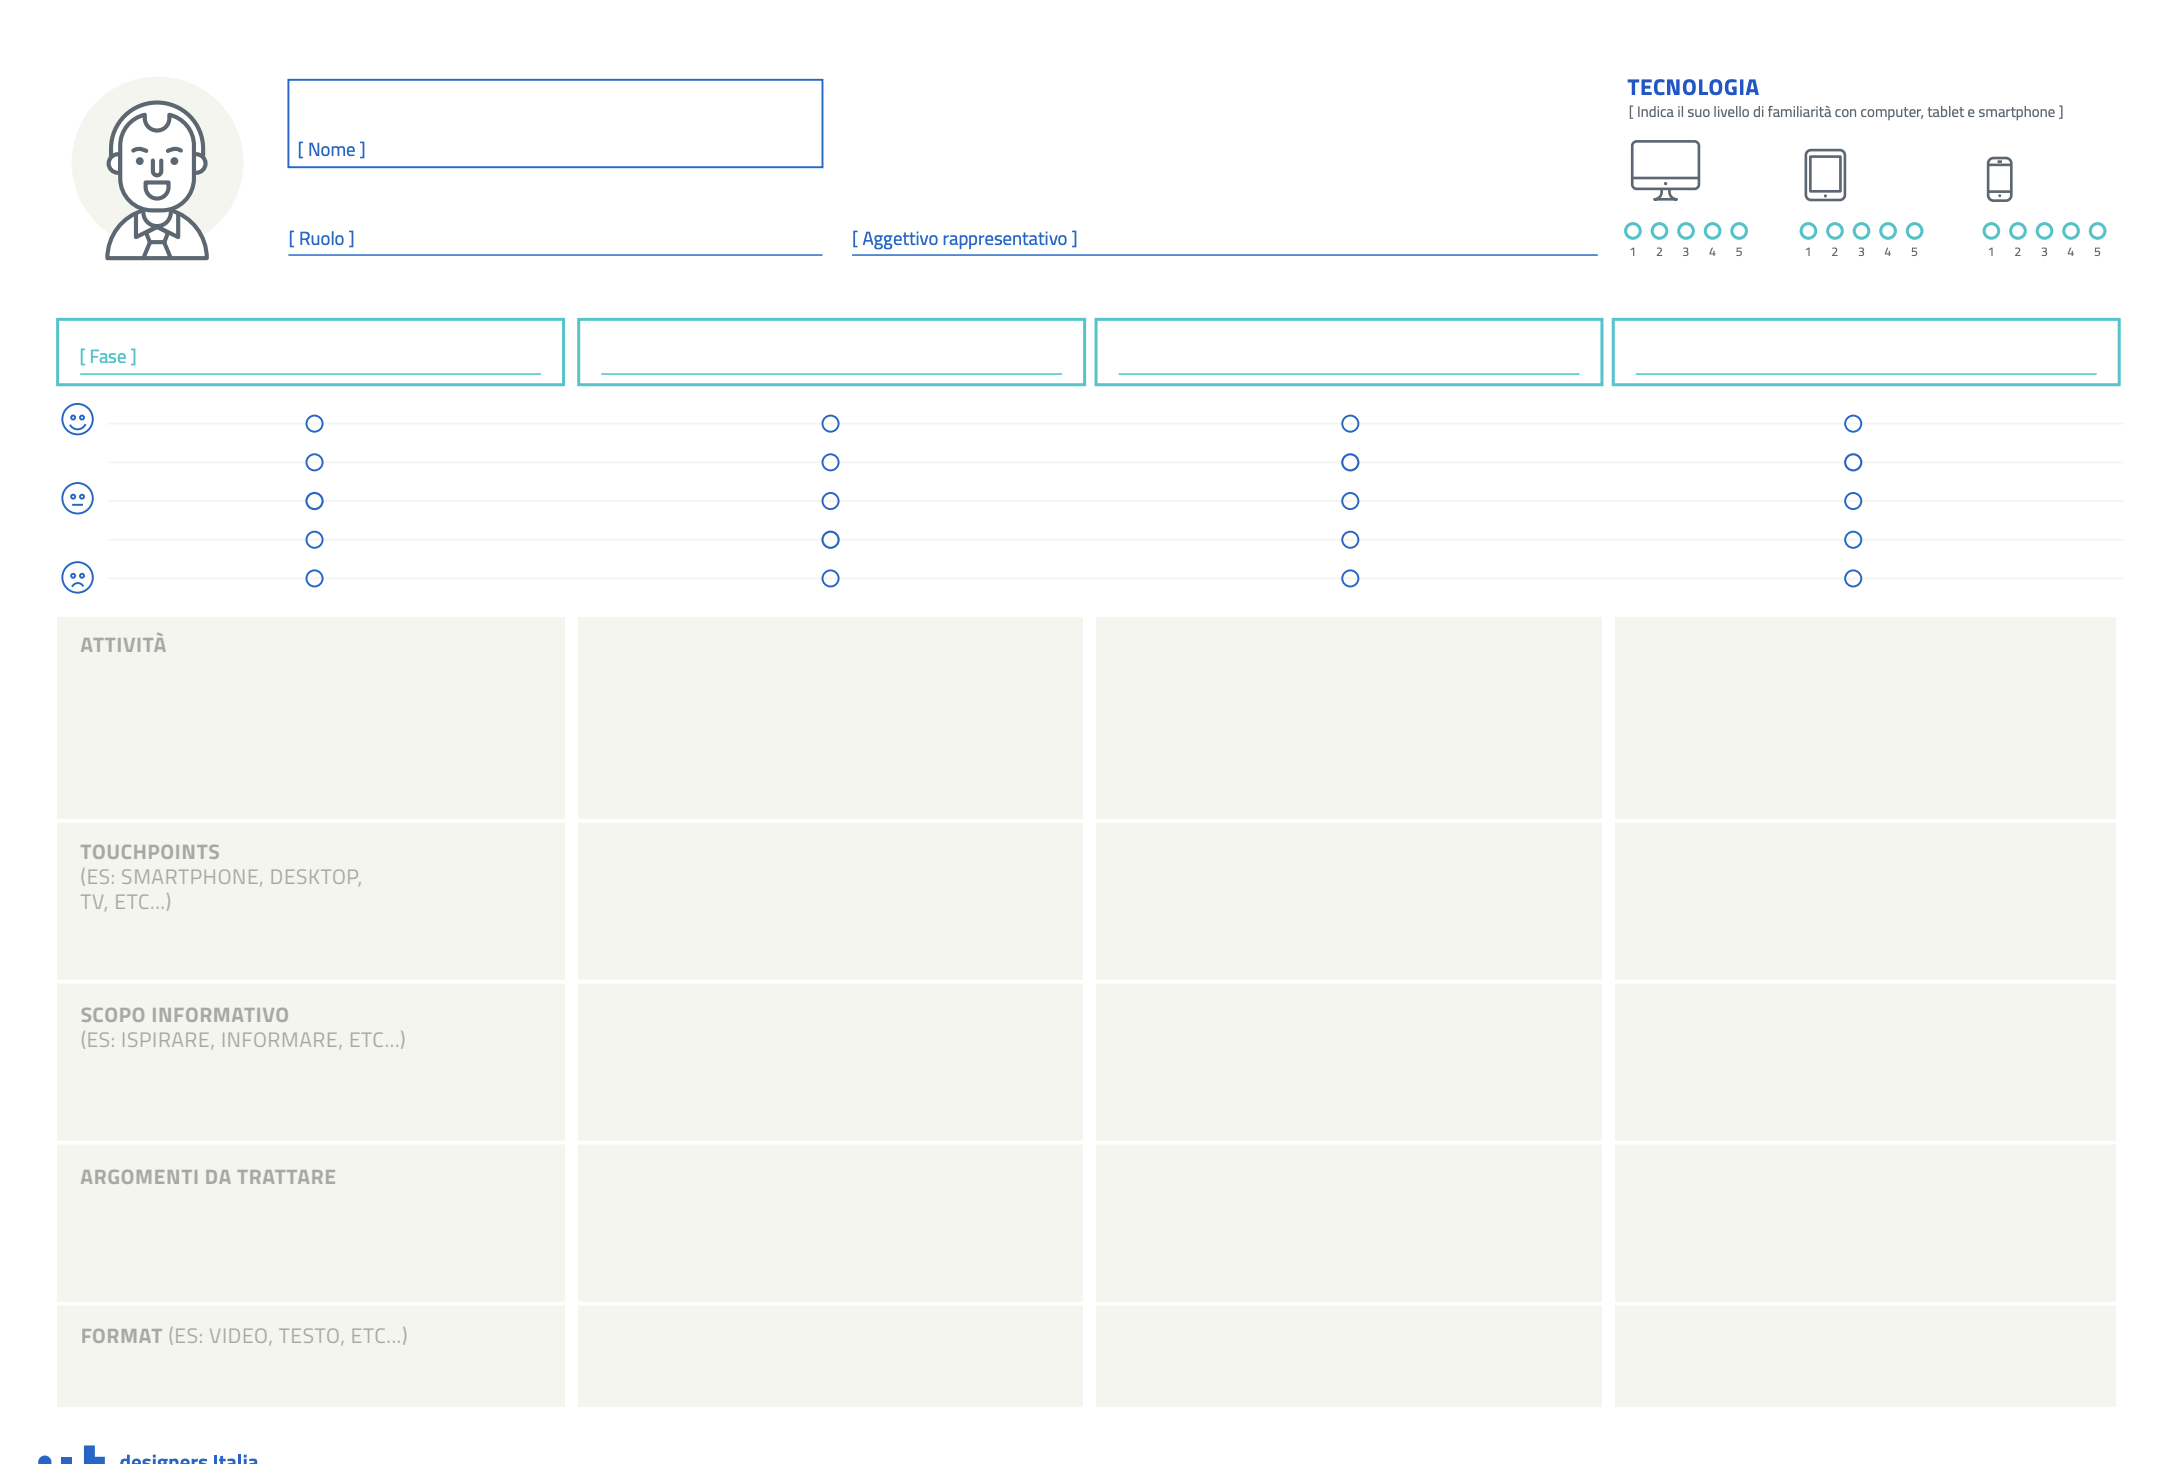 [ Nome ]
[ Ruolo ]
[ Aggettivo rappresentativo ]
TECNOLOGIA
[ Indica il suo livello di familiarità con computer, tablet e smartphone ]
1 2 3 4 5
1 2 3 4 5
1 2 3 4 5
[ Fase ]
ATTIVITÀ
TOUCHPOINTS
(ES: SMARTPHONE, DESKTOP,
TV, ETC...)
SCOPO INFORMATIVO
(ES: ISPIRARE, INFORMARE, ETC...)
ARGOMENTI DA TRATTARE
FORMAT (ES: VIDEO, TESTO, ETC...)
designers Italia